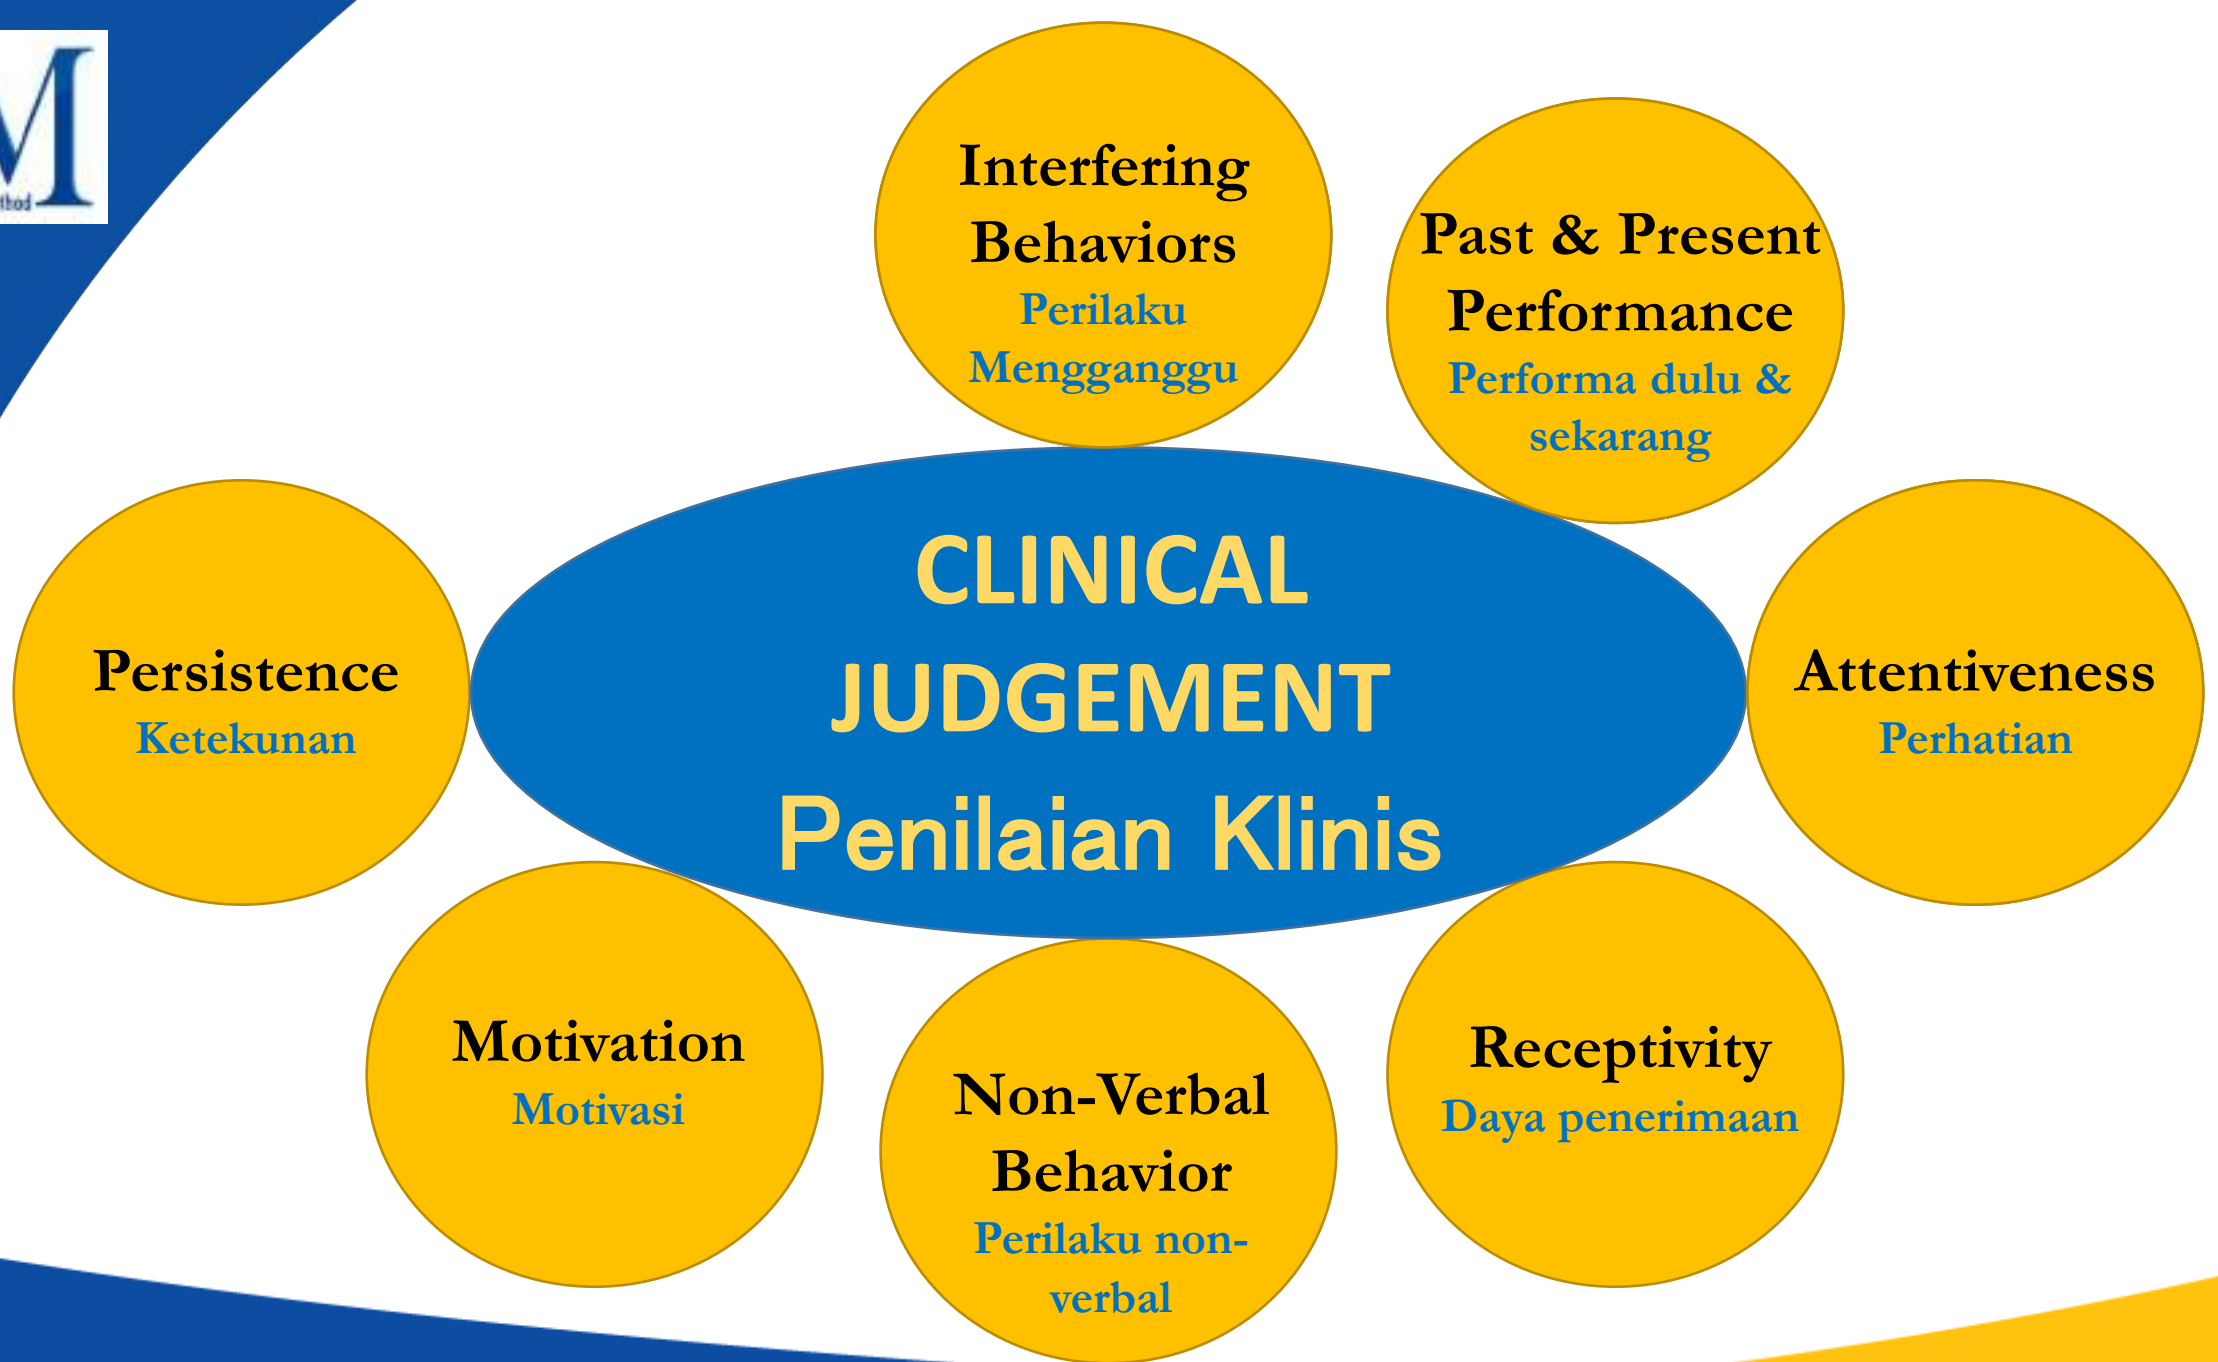 M
thod
Interfering
Behaviors
Perilaku
Mengganggu
Past & Present
Performance
Performa dulu &
sekarang
Persistence
Ketekunan
CLINICAL
JUDGEMENT
Penilaian Klinis
Attentiveness
Perhatian
Motivation
Motivasi
Non-Verbal
Behavior
Perilaku non-
verbal
Receptivity
Daya penerimaan